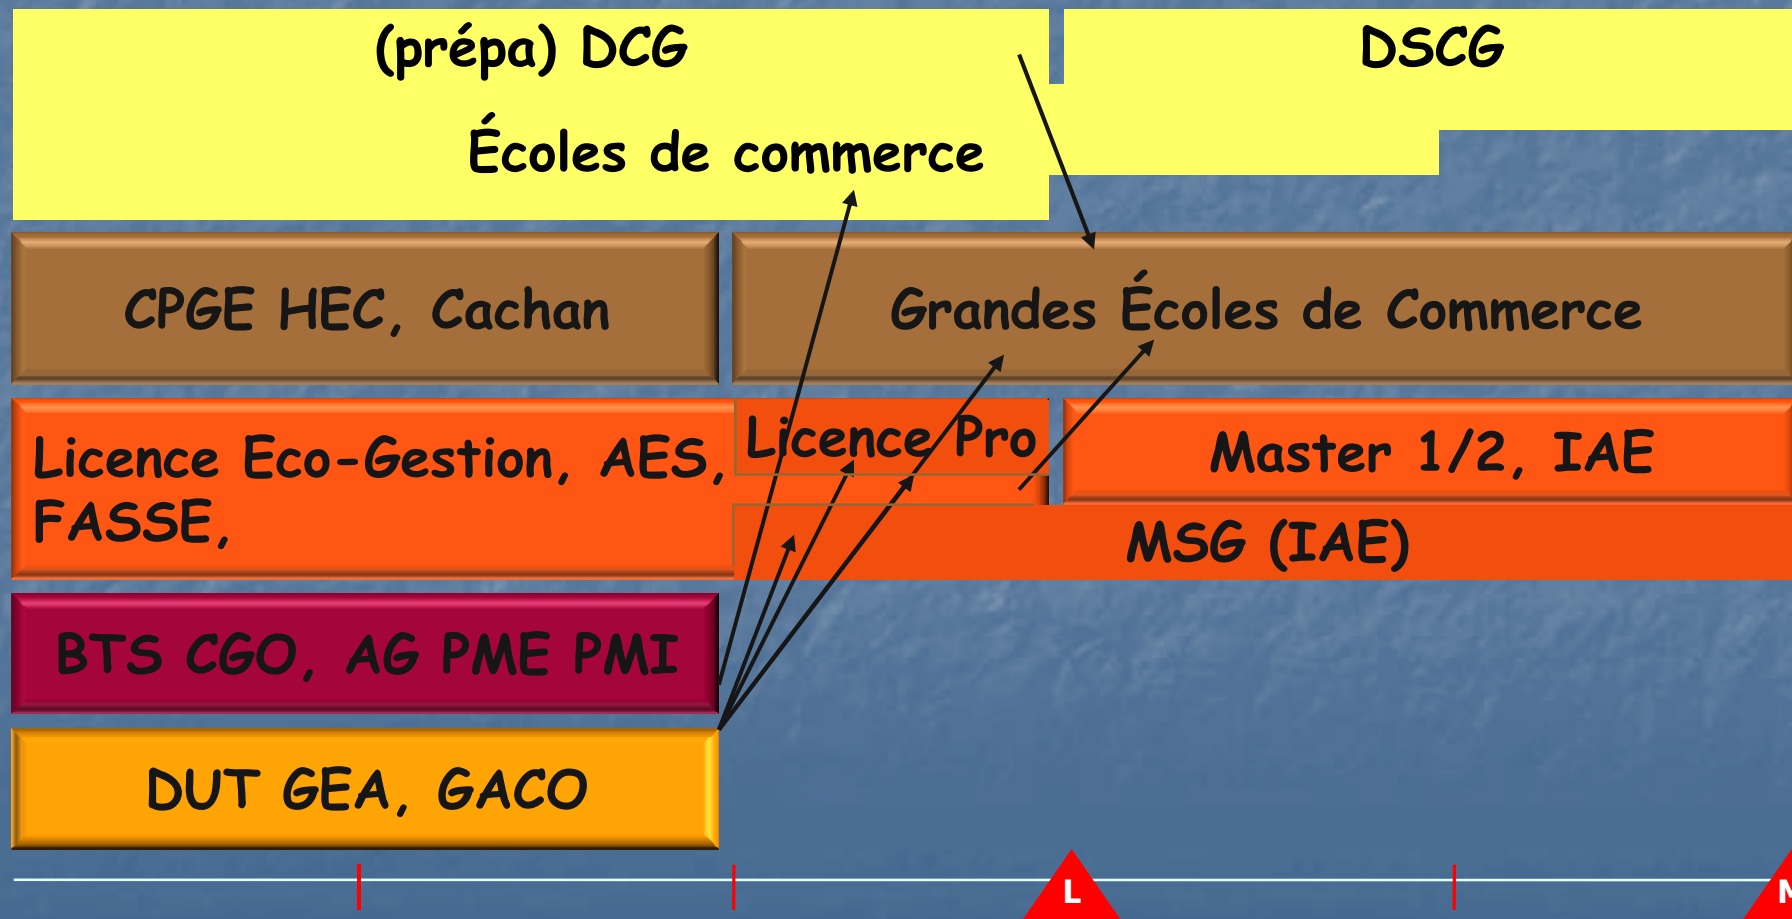 (prépa) DCG
DSCG
Écoles de commerce
CPGE HEC, Cachan
Grandes Écoles de Commerce
Licence Eco-Gestion, AES,
FASSE,
Licence Pro
Master 1/2, IAE
MSG (IAE)
BTS CGO, AG PME PMI
DUT GEA, GACO
L